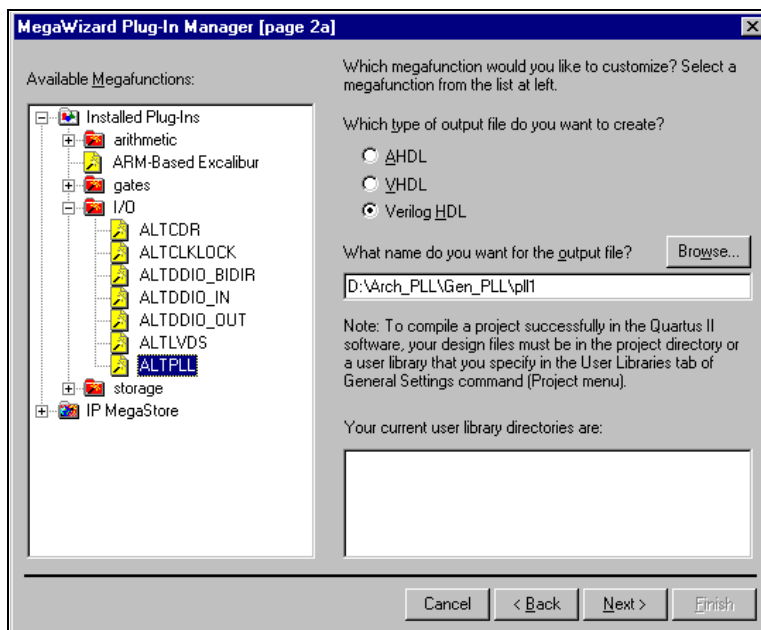 MegaWizard Plug-In Manager [page 2a]
Available Megafunctions:
Installed Plug-Ins
arithmetic
ARM-Based Excalibur
gates
I/O
ALTCDR
ALTCLKLOCK
ALTDDIO_BIDIR
ALTDDIO_IN
ALTDDIO_OUT
ALTLVDS
ALTPLL
storage
IP MegaStore
Which megafunction would you like to customize? Select a
megafunction from the list at left.
Which type of output file do you want to create?
AHDL
VHDL
Verilog HDL
What name do you want for the output file?
Browse...
D:\Arch_PLL\Gen_PLL\pll1
Note: To compile a project successfully in the Quartus II
software, your design files must be in the project directory or
a user library that you specify in the User Libraries tab of
General Settings command (Project menu).
Your current user library directories are:
Cancel
< Back
Next >
Finish